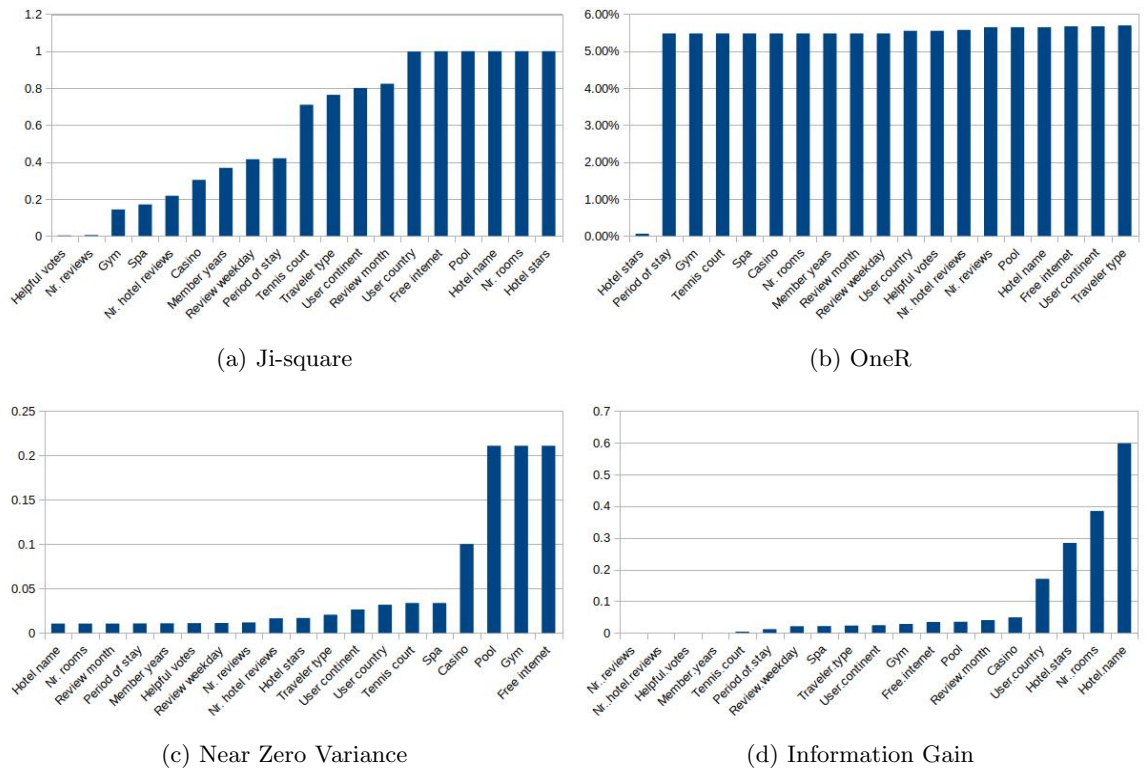 1.2
1
0.8
0.6
0.4
0.2
0
Helpful votes
Nr. reviews
Gym
Spa
Nr. hotel reviews
Casino
Member years
Review weekday
Period of stay
Tennis court
Traveler type
User continent
Review month
User country
Free internet
Pool
Hotel name
Nr. rooms
Hotel stars
(a) Ji-square
6.00%
5.00%
4.00%
3.00%
2.00%
1.00%
0.00%
Hotel stars
Period of stay
Gym
Tennis court
Spa
Casino
Nr. rooms
Member years
Review month
Review weekday
User country
Helpful votes
Nr. hotel reviews
Nr. reviews
Pool
Hotel name
Free internet
User continent
Traveler type
(b) OneR
0.25
0.2
0.15
0.1
0.05
0
Hotel name
Nr. rooms
Review month
Period of stay
Member years
Helpful votes
Review weekday
Nr. reviews
Nr. hotel reviews
Hotel stars
Traveler type
User continent
User country
Tennis court
Spa
Casino
Pool
Gym
Free internet
(c) Near Zero Variance
0.7
0.6
0.5
0.4
0.3
0.2
0.1
0
Nr..reviews
Nr..hotel.reviews
Helpful.votes
Member.years
Tennis.court
Period.of.stay
Review.weekday
Spa
Traveler.type
User.continent
Gym
Free.internet
Pool
Review.month
Casino
User.country
Hotel.stars
Nr..rooms
Hotel.name
(d) Information Gain